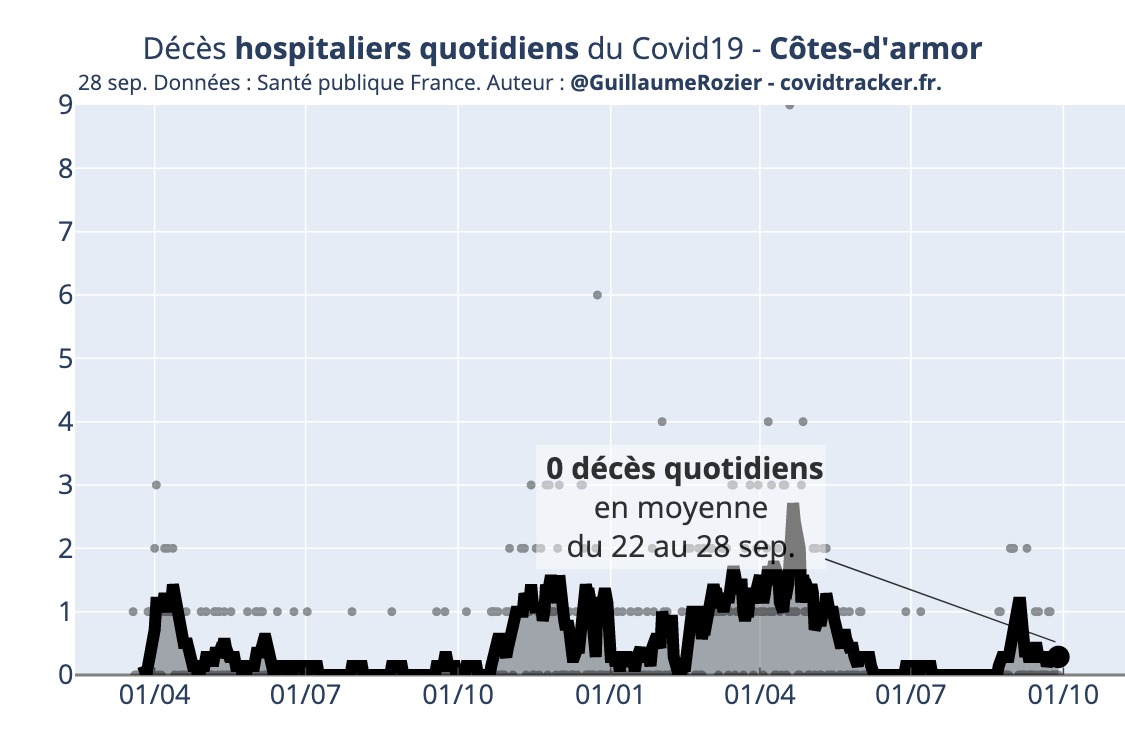 Décès hospitaliers quotidiens du Covid19 - Côtes-d'armor
28 sep. Données : Santé publique France. Auteur : @GuillaumeRozier - covidtracker.fr.
9
8
7
6
5
4
3
2
1
0
0 décès quotidiens
en moyenne
du 22 au 28 sep.
01/04 01/07 01/10 01/01 01/04 01/07 01/10